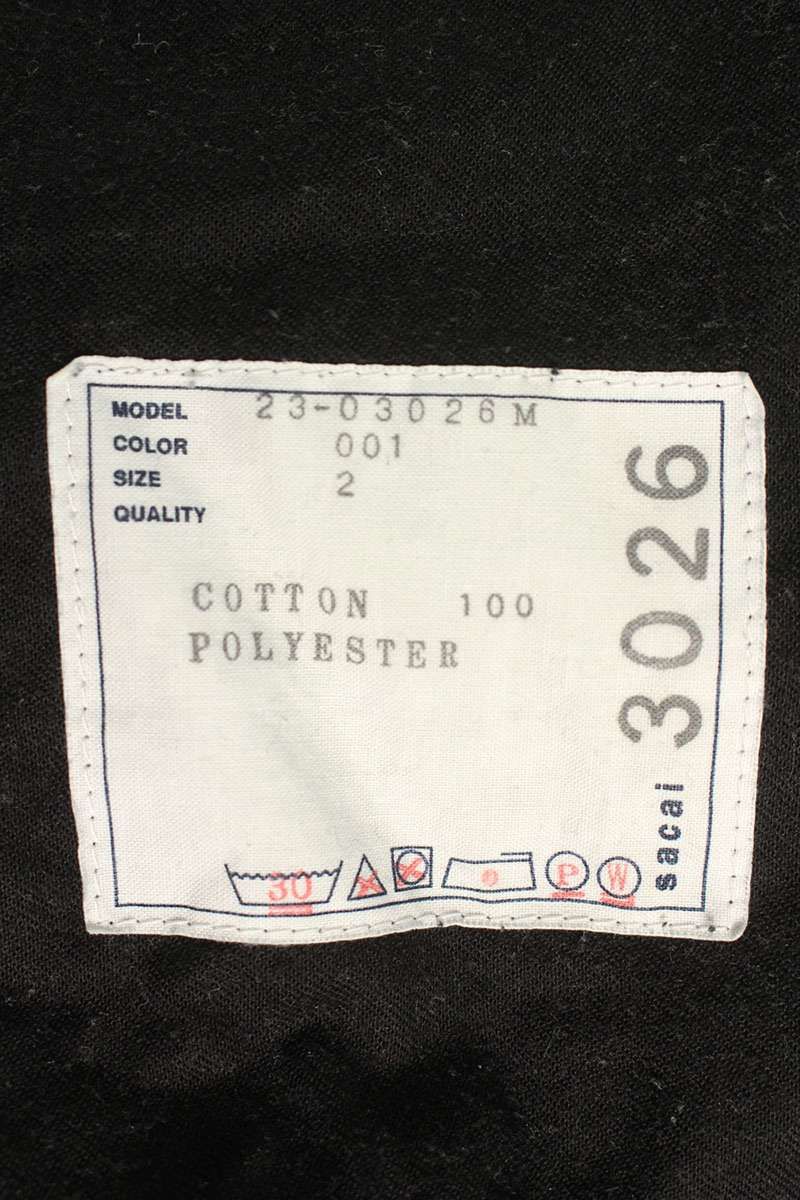 MODEL 23-03026M
COLOR 001
SIZE 2
QUALITY
COTTON 100
POLYESTER
30
P
W
sacai 3026